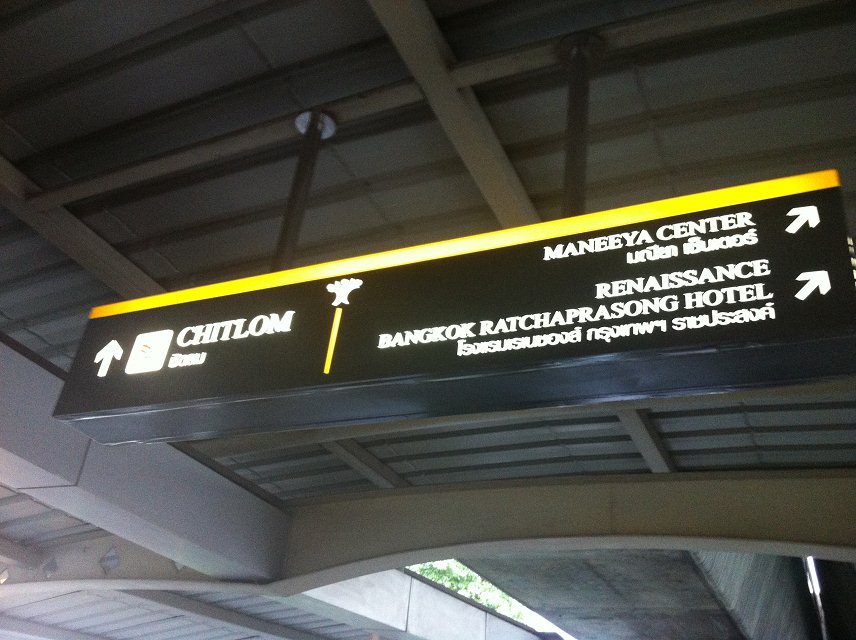 CHITLOM
ชิดลม
MANEEYA CENTER
มณียา เซ็นเตอร์
RENAISSANCE
BANGKOK RATCHAPRASONG HOTEL
โรงแรมเรเนซองส์ กรุงเทพฯ ราชประสงค์